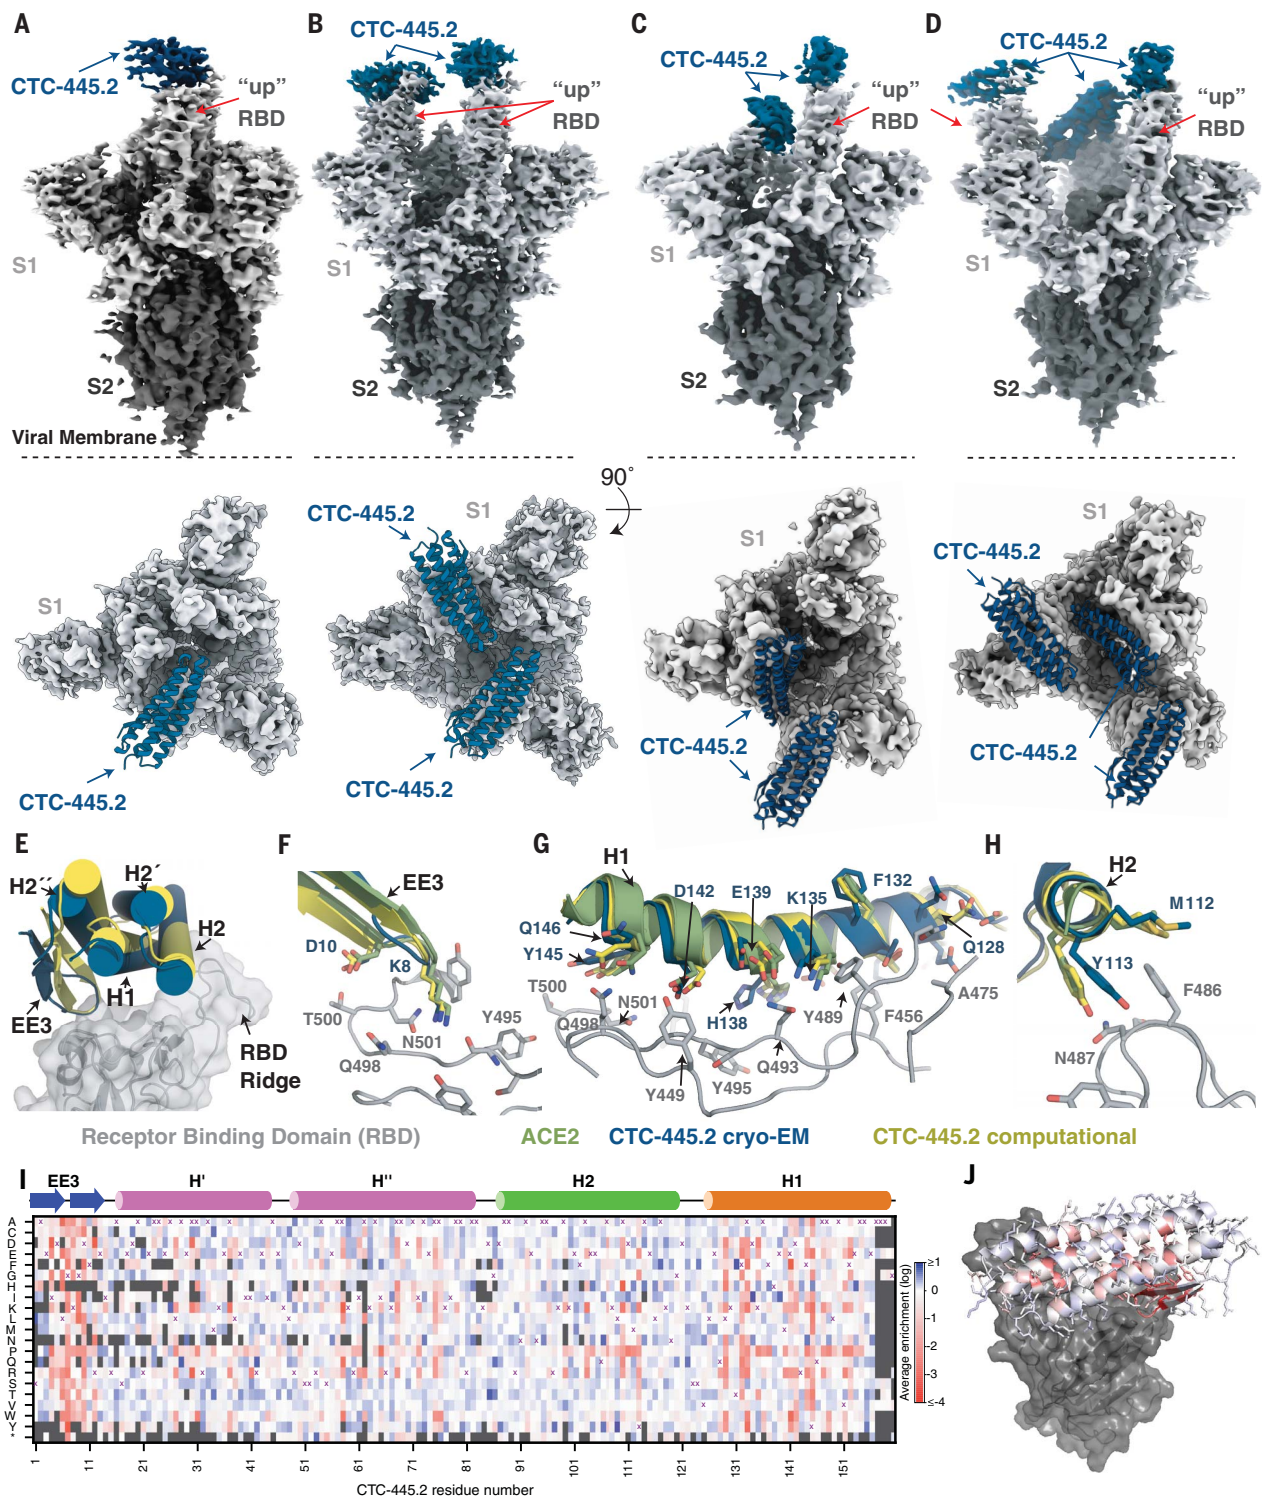 A
B
C
D
CTC-445.2
CTC-445.2
CTC-445.2
CTC-445.2
"up"
RBD
"up"
RBD
"up"
RBD
"up"
RBD
S1
S1
S1
S1
S2
S2
S2
S2
Viral Membrane
90°
CTC-445.2
S1
S1
S1
S1
CTC-445.2
CTC-445.2
CTC-445.2
CTC-445.2
CTC-445.2
E
H2´´
H2´
H2
H1
EE3
RBD
Ridge
F
EE3
D10
K8
T500
N501
Q498
Y495
G
H1
D142
E139
K135
F132
Q146
Y145
Q128
T500
N501
Q498
H138
Y489
F456
A475
Y449
Y495
Q493
H
H2
M112
Y113
F486
N487
Receptor Binding Domain (RBD)
ACE2
CTC-445.2 cryo-EM
CTC-445.2 computational
I
EE3
H'
H''
H2
H1
A
C
D
E
F
G
H
I
K
L
M
N
P
Q
R
S
T
V
W
Y
*
1
11
21
31
41
51
61
71
81
91
101
111
121
131
141
151
CTC-445.2 residue number
≥1
0
-1
-2
-3
≤-4
Average enrichment (log)
J